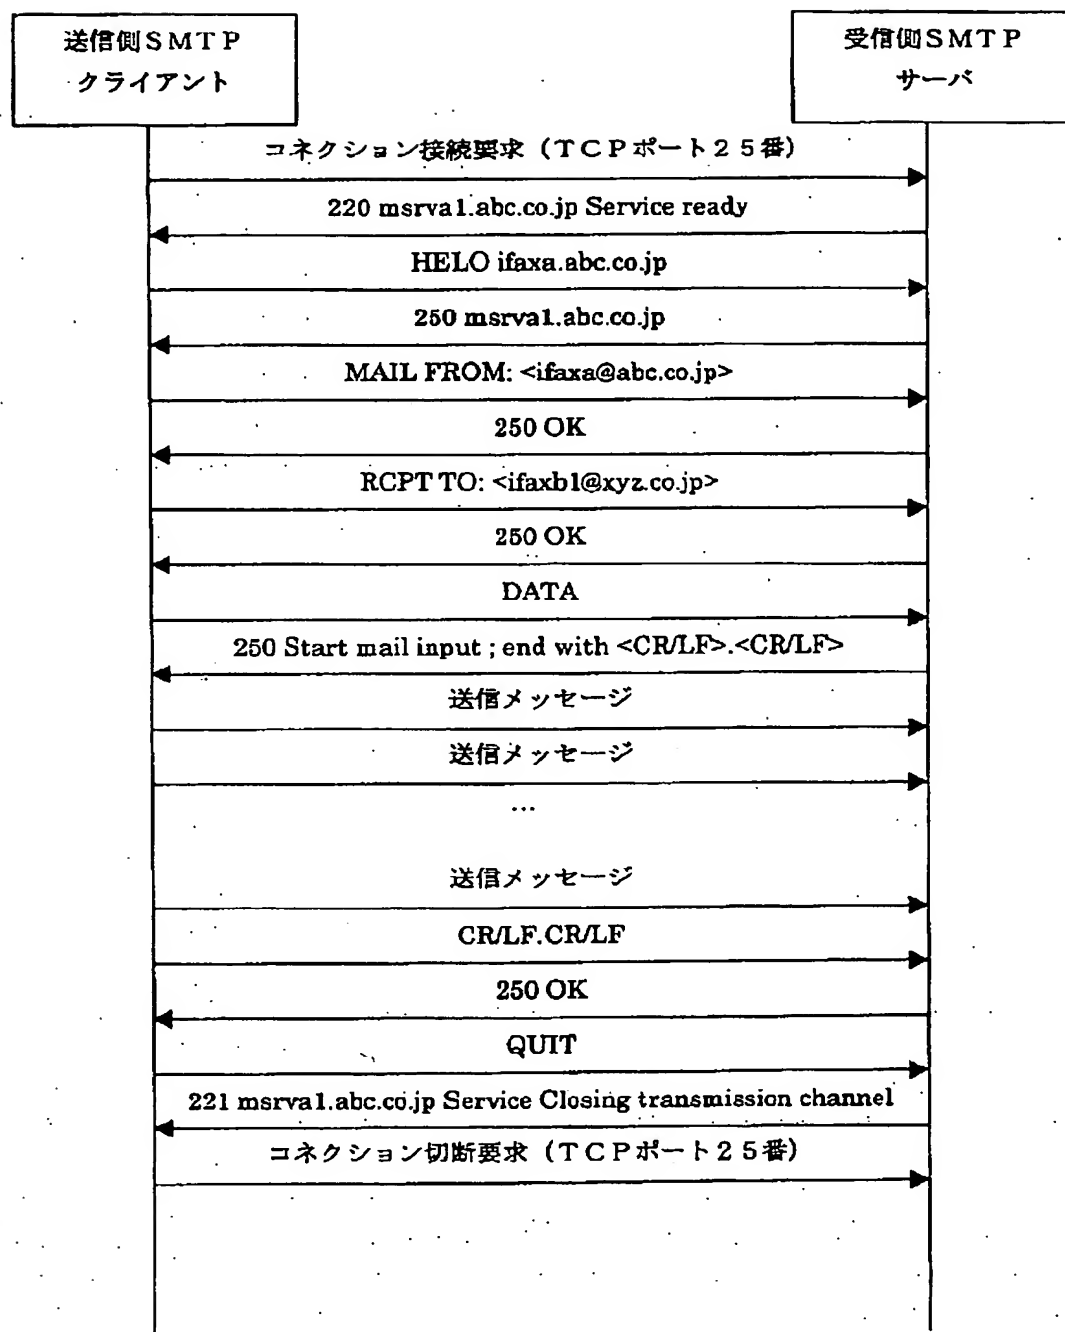 送信側SMTP
クライアント
受信側SMTP
サーバ
コネクション接続要求（TCPポート25番）
220 msrva1.abc.co.jp Service ready
HELO ifaxa.abc.co.jp
250 msrva1.abc.co.jp
MAIL FROM: <ifaxa@abc.co.jp>
250 OK
RCPT TO: <ifaxb1@xyz.co.jp>
250 OK
DATA
250 Start mail input ; end with <CR/LF>.<CR/LF>
送信メッセージ
送信メッセージ
…
送信メッセージ
CR/LF.CR/LF
250 OK
QUIT
221 msrva1.abc.co.jp Service Closing transmission channel
コネクション切断要求（TCPポート25番）